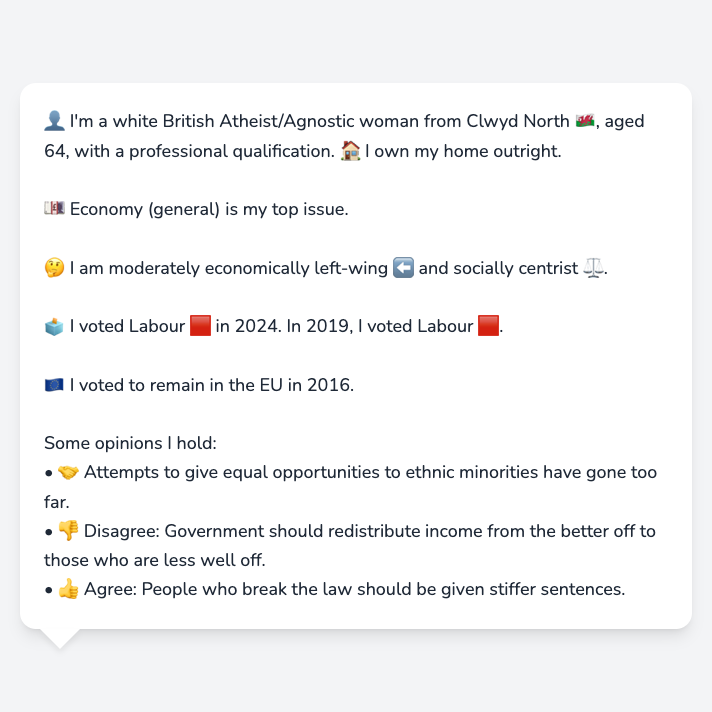 👤 I'm a white British Atheist/Agnostic woman from Clwyd North 🏴󠁧󠁢󠁷󠁬󠁳󠁿, aged
64, with a professional qualification. 🏠 I own my home outright.
💷 Economy (general) is my top issue.
🤔 I am moderately economically left-wing ⬅️ and socially centrist ⚖️.
🗳️ I voted Labour 🟥 in 2024. In 2019, I voted Labour 🟥.
🇪🇺 I voted to remain in the EU in 2016.
Some opinions I hold:
• 🤝 Attempts to give equal opportunities to ethnic minorities have gone too
far.
• 👎 Disagree: Government should redistribute income from the better off to
those who are less well off.
• 👍 Agree: People who break the law should be given stiffer sentences.